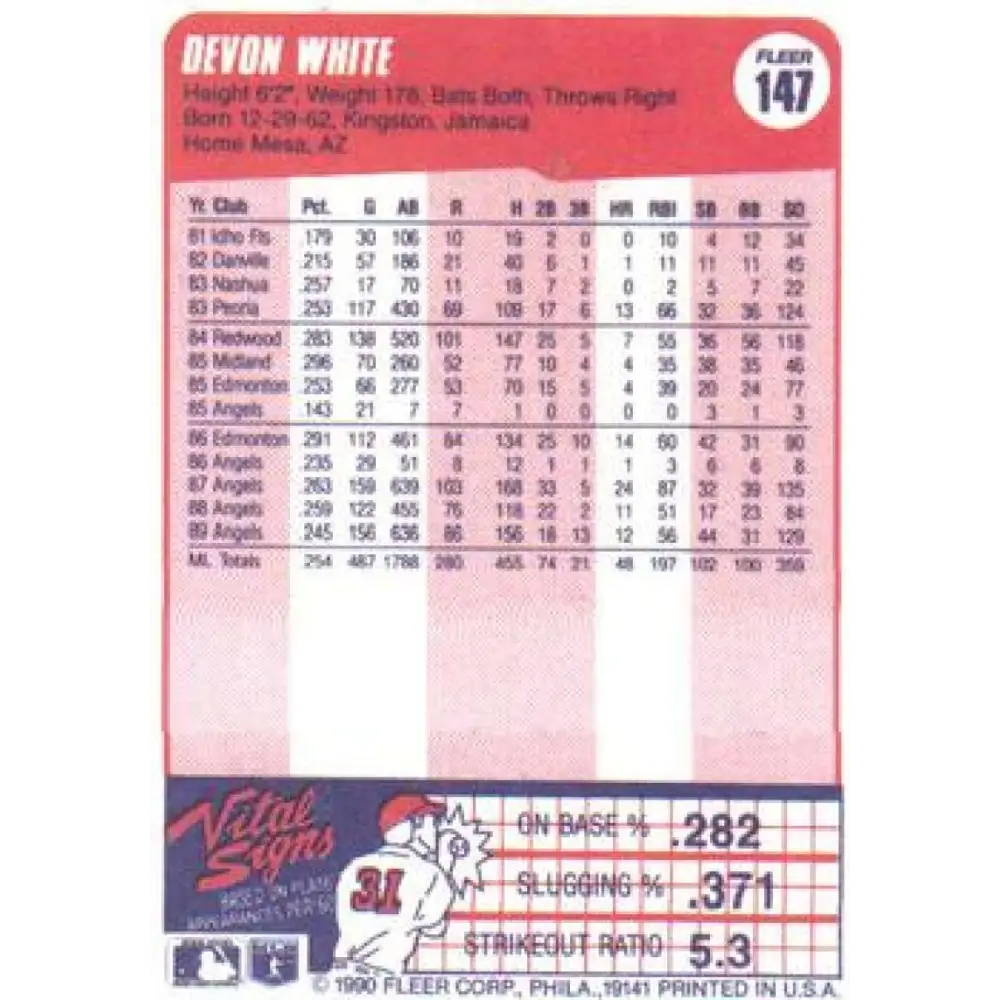 DEVON WHITE
FLEER
147
Height 6'2", Weight 178, Bats Both, Throws Right
Born 12-29-62, Kingston, Jamaica
Home Mesa, AZ
Yr. Club Pct. G AB R H 2B 3B HR RBI SB BB SO
81 Idho Fls .179 30 106 10 19 2 0 0 10 4 12 34
82 Danville .215 57 186 21 40 6 1 1 11 11 11 45
83 Nashua .257 17 70 11 18 7 2 0 2 5 7 22
83 Peoria .253 117 430 69 109 17 6 13 66 32 36 124
84 Redwood .283 138 520 101 147 25 5 7 55 36 56 118
85 Midland .296 70 260 52 77 10 4 4 35 38 35 46
85 Edmonton .253 66 277 53 70 15 5 4 39 20 24 77
85 Angels .143 21 7 7 1 0 0 0 0 3 1 3
86 Edmonton .291 112 461 84 134 25 10 14 60 42 31 90
86 Angels .235 29 51 8 12 1 1 1 3 6 6 8
87 Angels .263 159 639 103 168 33 5 24 87 32 39 135
88 Angels .259 122 455 76 118 22 2 11 51 17 23 84
89 Angels .245 156 636 86 156 18 13 12 56 44 31 129
ML Totals .254 487 1788 280 455 74 21 48 197 102 100 359
Vital
Signs
BASED ON PLATE
APPEARANCES PER
31
ON BASE % .282
SLUGGING % .371
STRIKEOUT RATIO 5.3
© 1990 FLEER CORP., PHILA., 19141 PRINTED IN U.S.A.